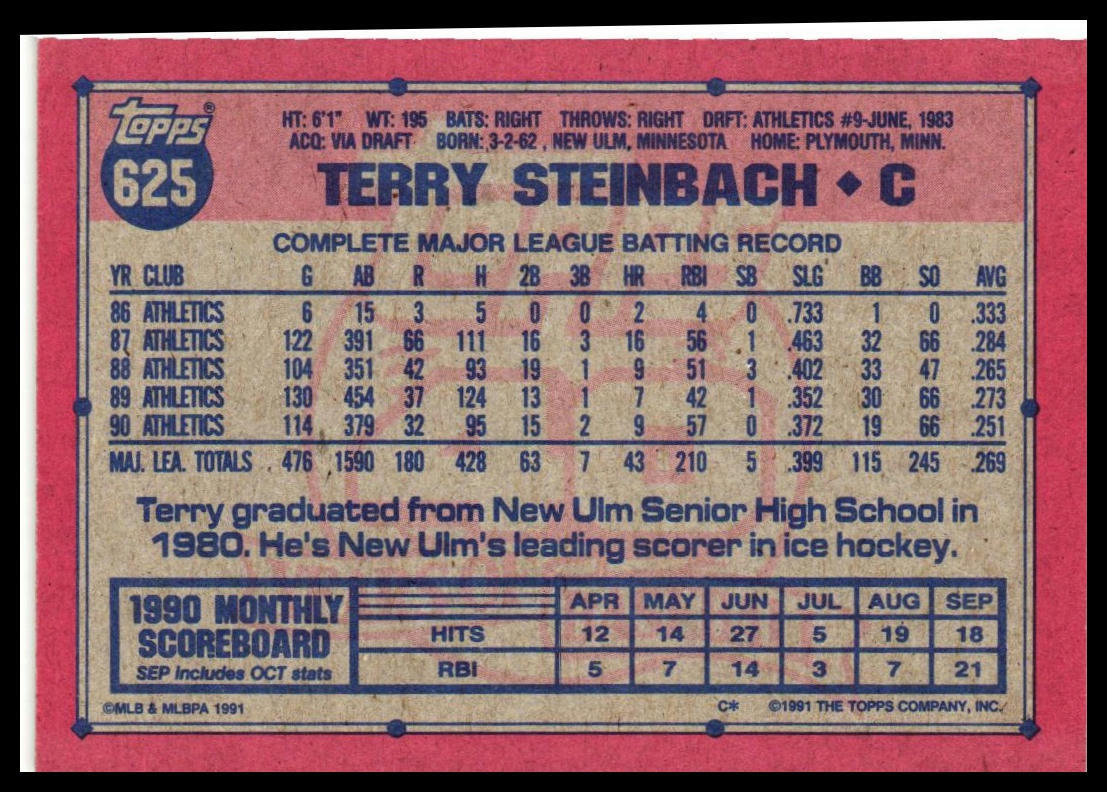 topps®
625
HT: 6'1" WT: 195 BATS: RIGHT THROWS: RIGHT DRFT: ATHLETICS #9-JUNE, 1983
ACQ: VIA DRAFT BORN: 3-2-62 , NEW ULM, MINNESOTA HOME: PLYMOUTH, MINN.
TERRY STEINBACH ◆ C
COMPLETE MAJOR LEAGUE BATTING RECORD
YR CLUB G AB R H 2B 3B HR RBI SB SLG BB SO AVG
86 ATHLETICS 6 15 3 5 0 0 2 4 0 .733 1 0 .333
87 ATHLETICS 122 391 66 111 16 3 16 56 1 .463 32 66 .284
88 ATHLETICS 104 351 42 93 19 1 9 51 3 .402 33 47 .265
89 ATHLETICS 130 454 37 124 13 1 7 42 1 .352 30 66 .273
90 ATHLETICS 114 379 32 95 15 2 9 57 0 .372 19 66 .251
MAJ. LEA. TOTALS 476 1590 180 428 63 7 43 210 5 .399 115 245 .269
Terry graduated from New Ulm Senior High School in
1980. He's New Ulm's leading scorer in ice hockey.
1990 MONTHLY
SCOREBOARD
SEP includes OCT stats
APR MAY JUN JUL AUG SEP
HITS 12 14 27 5 19 18
RBI 5 7 14 3 7 21
©MLB & MLBPA 1991 C* ©1991 THE TOPPS COMPANY, INC.